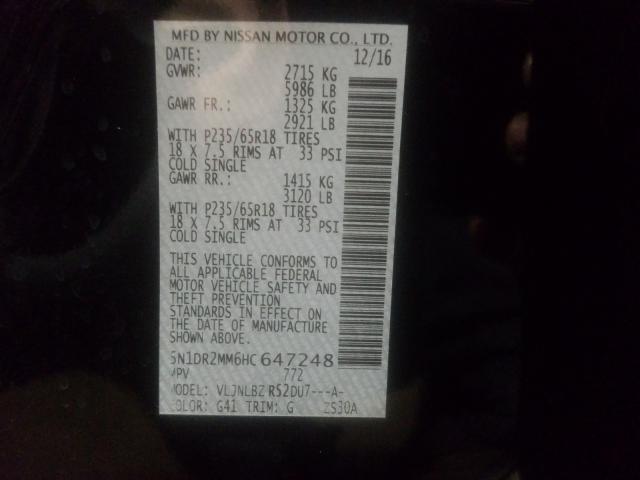 MFD BY NISSAN MOTOR CO., LTD.
DATE: 12/16
GVWR: 2715 KG
5986 LB
GAWR FR.: 1325 KG
2921 LB
WITH P235/65R18 TIRES
18 X 7.5 RIMS AT 33 PSI
COLD SINGLE
GAWR RR.: 1415 KG
3120 LB
WITH P235/65R18 TIRES
18 X 7.5 RIMS AT 33 PSI
COLD SINGLE
THIS VEHICLE CONFORMS TO
ALL APPLICABLE FEDERAL
MOTOR VEHICLE SAFETY AND
THEFT PREVENTION
STANDARDS IN EFFECT ON
THE DATE OF MANUFACTURE
SHOWN ABOVE.
5N1DR2MM6HC647248
MPV 772
MODEL: VLJNLBZ RS2DU7---A-
COLOR: G41 TRIM: G ZS30A